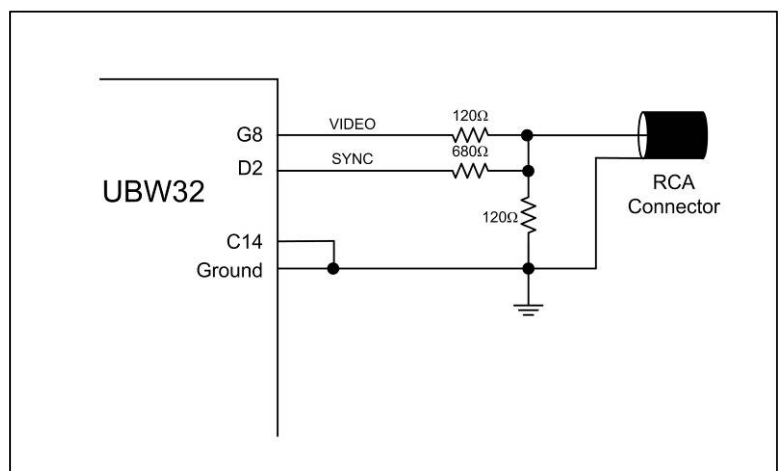 G8
VIDEO
120Ω
D2
SYNC
680Ω
UBW32
120Ω
RCA
Connector
C14
Ground